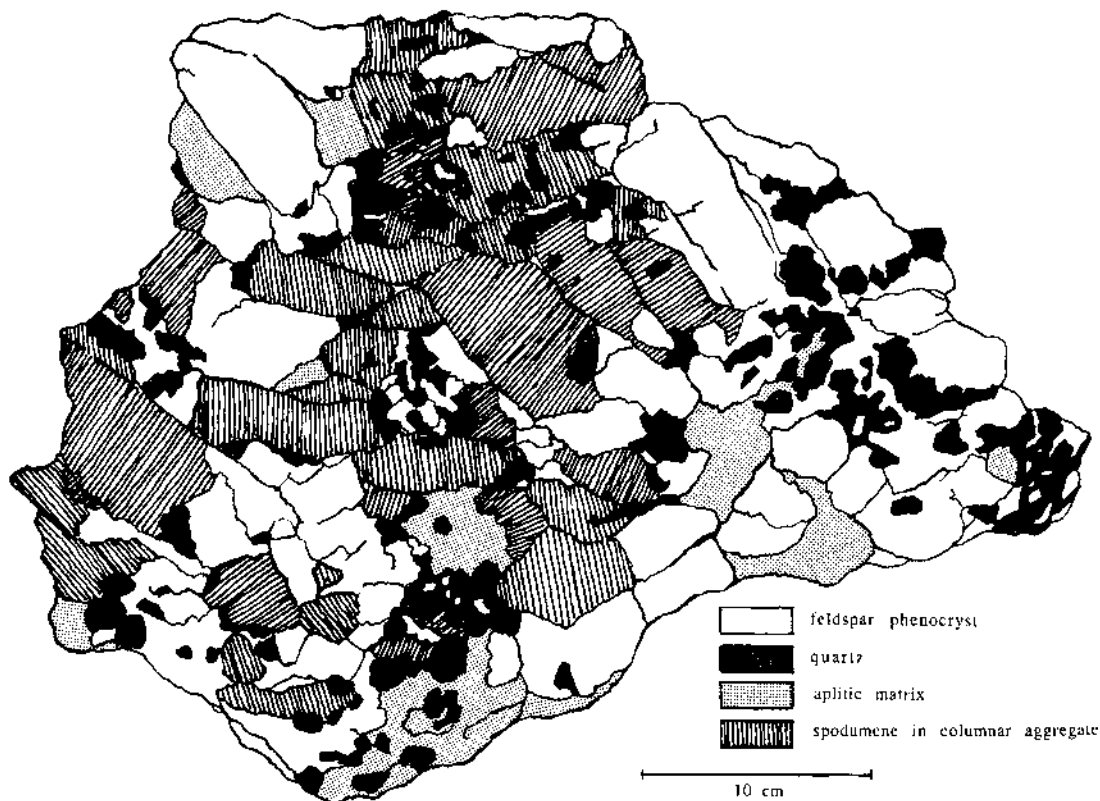 feldspar phenocryst
quartz
aplitic matrix
spodumene in columnar aggregate
10 cm